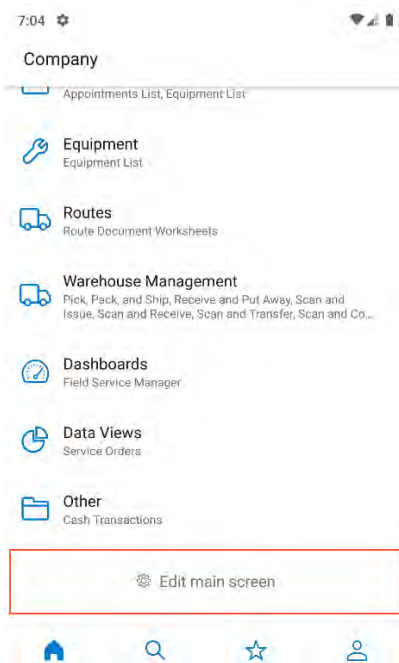 7:04
Company
Appointments List, Equipment List
Equipment
Equipment List
Routes
Route Document Worksheets
Warehouse Management
Pick, Pack, and Ship, Receive and Put Away, Scan and
Issue, Scan and Receive, Scan and Transfer, Scan and Co...
Dashboards
Field Service Manager
Data Views
Service Orders
Other
Cash Transactions
Edit main screen